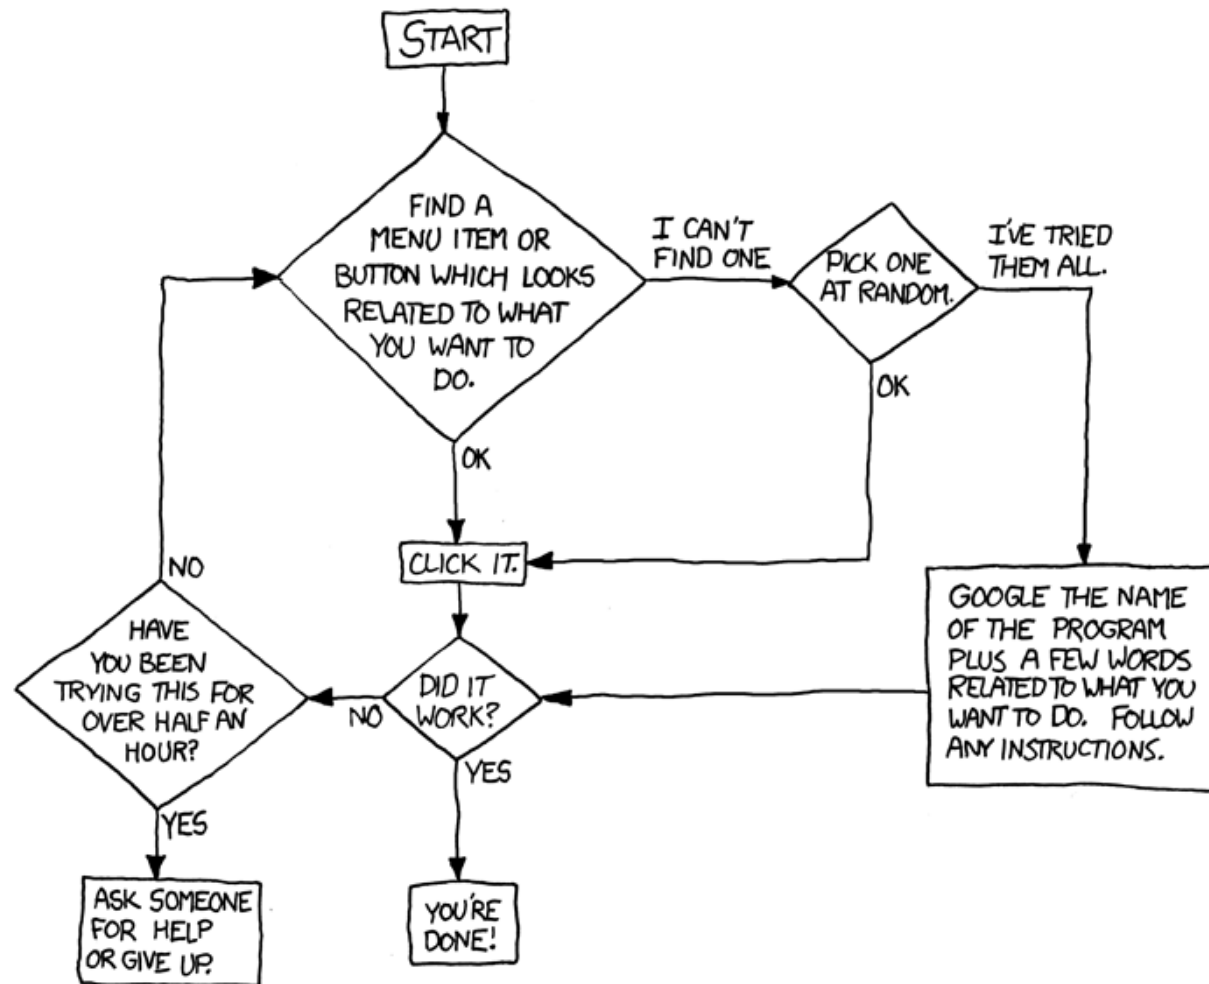 START
FIND A
MENU ITEM OR
BUTTON WHICH LOOKS
RELATED TO WHAT
YOU WANT TO
DO.
I CAN'T
FIND ONE
PICK ONE
AT RANDOM.
I'VE TRIED
THEM ALL.
OK
OK
CLICK IT.
NO
HAVE
YOU BEEN
TRYING THIS FOR
OVER HALF AN
HOUR?
NO
DID IT
WORK?
GOOGLE THE NAME
OF THE PROGRAM
PLUS A FEW WORDS
RELATED TO WHAT YOU
WANT TO DO. FOLLOW
ANY INSTRUCTIONS.
YES
YES
ASK SOMEONE
FOR HELP
OR GIVE UP.
YOU'RE
DONE!